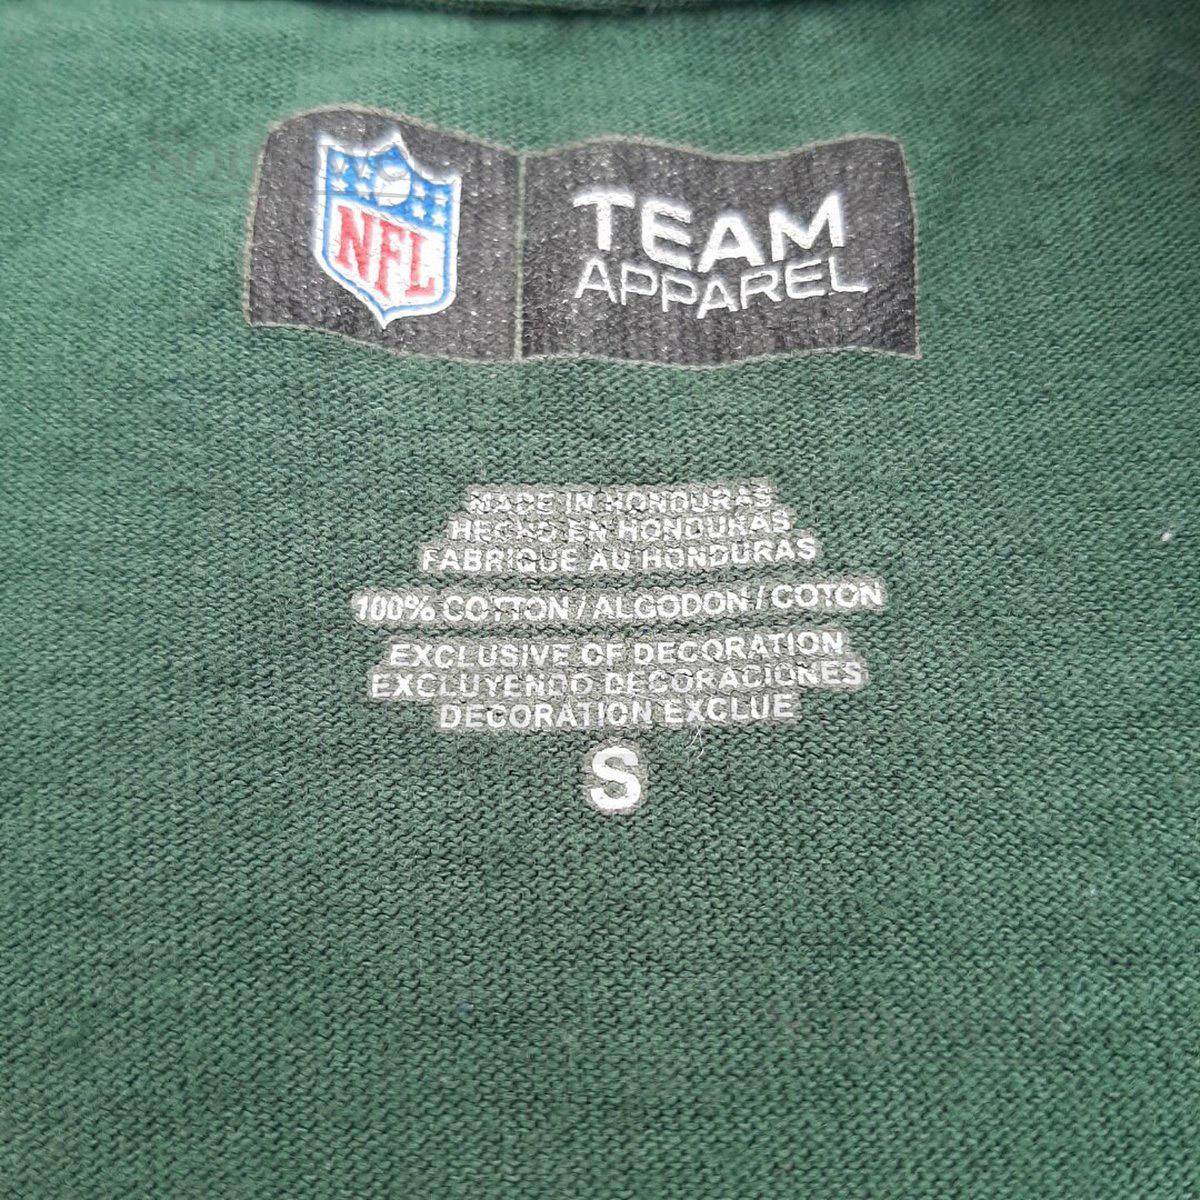 NFL
TEAM
APPAREL
MADE IN HONDURAS
HECHO EN HONDURAS
FABRIQUE AU HONDURAS
100% COTTON / ALGODON / COTON
EXCLUSIVE OF DECORATION
EXCLUYENDO DECORACIONES
DECORATION EXCLUE
S